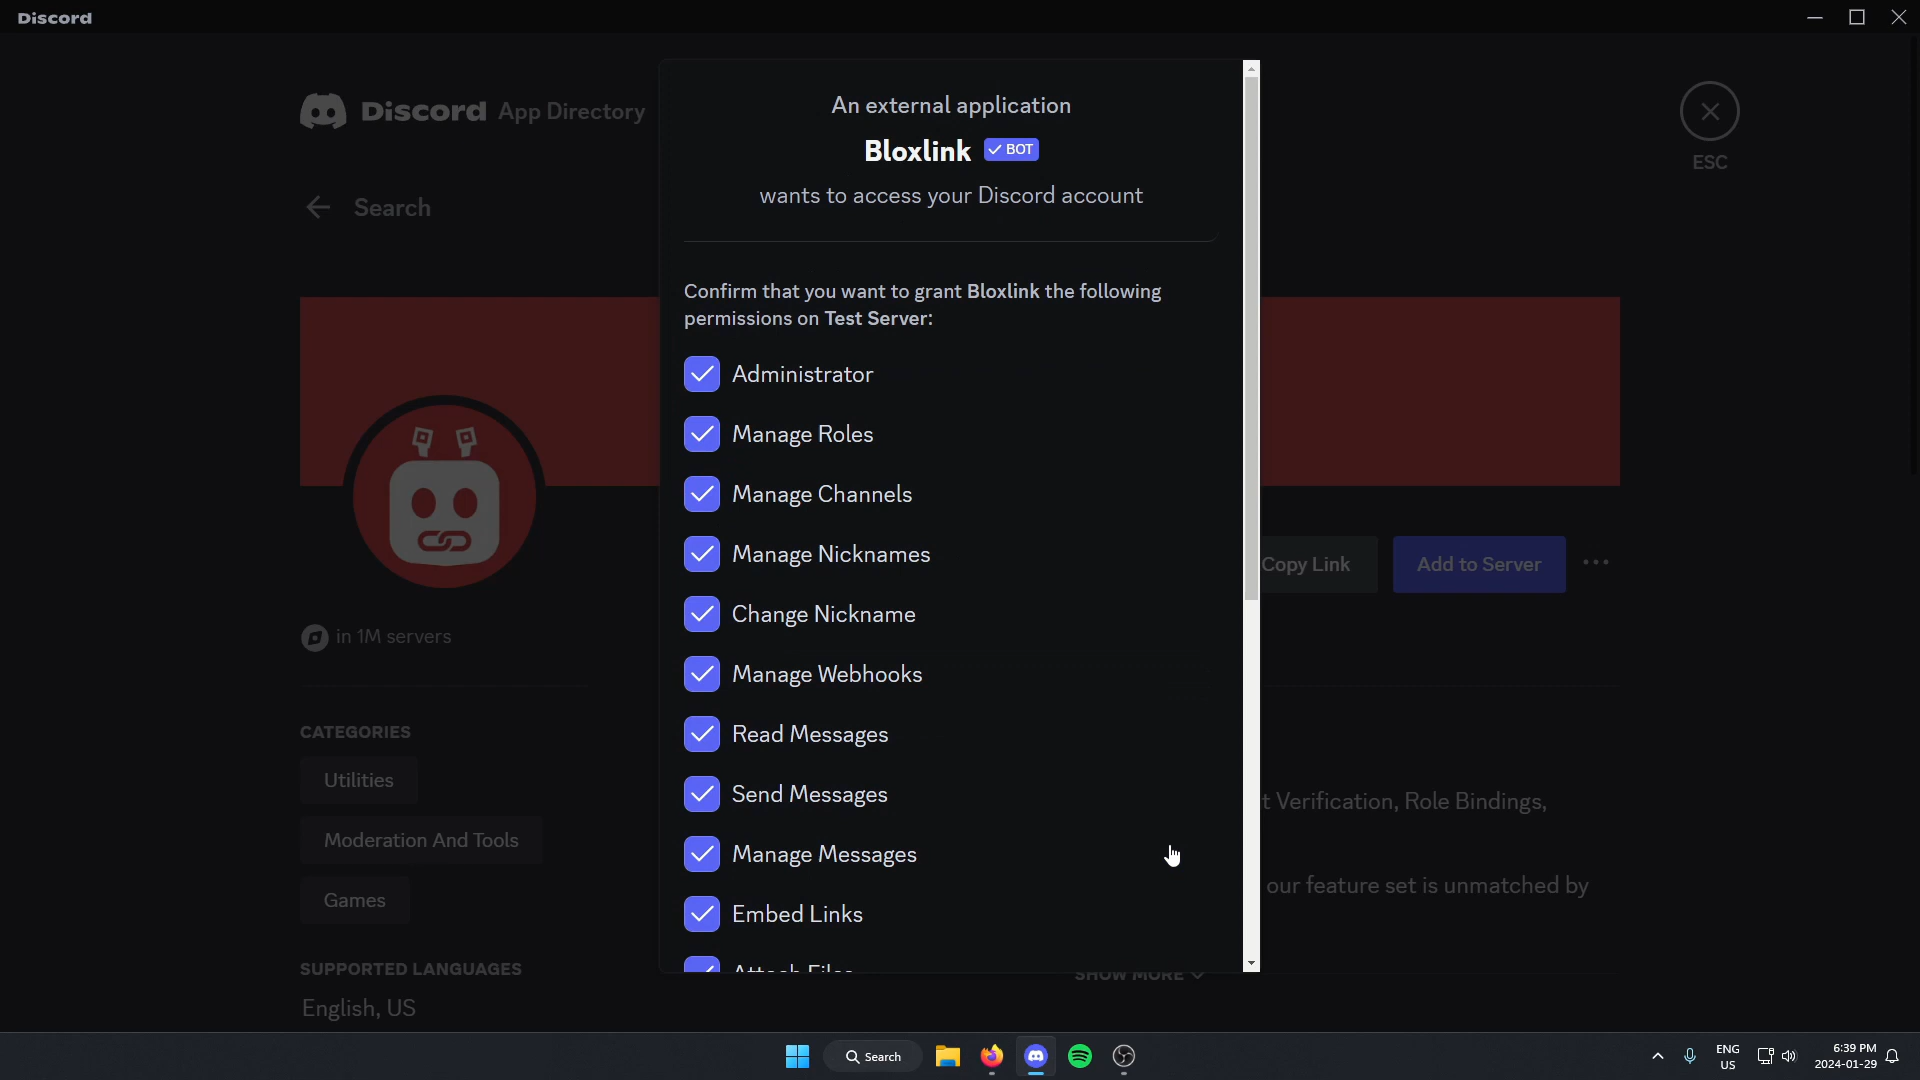 Discord
Discord App Directory
ESC
Search
An external application
Bloxlink BOT
wants to access your Discord account
Confirm that you want to grant Bloxlink the following
permissions on Test Server:
Administrator
Manage Roles
Manage Channels
Manage Nicknames
Change Nickname
Manage Webhooks
Read Messages
Send Messages
Manage Messages
Embed Links
Attach Files
Copy Link
Add to Server
in 1M servers
CATEGORIES
Utilities
Moderation And Tools
Games
SUPPORTED LANGUAGES
English, US
t Verification, Role Bindings,
our feature set is unmatched by
SHOW MORE
Search
ENG
US
6:39 PM
2024-01-29